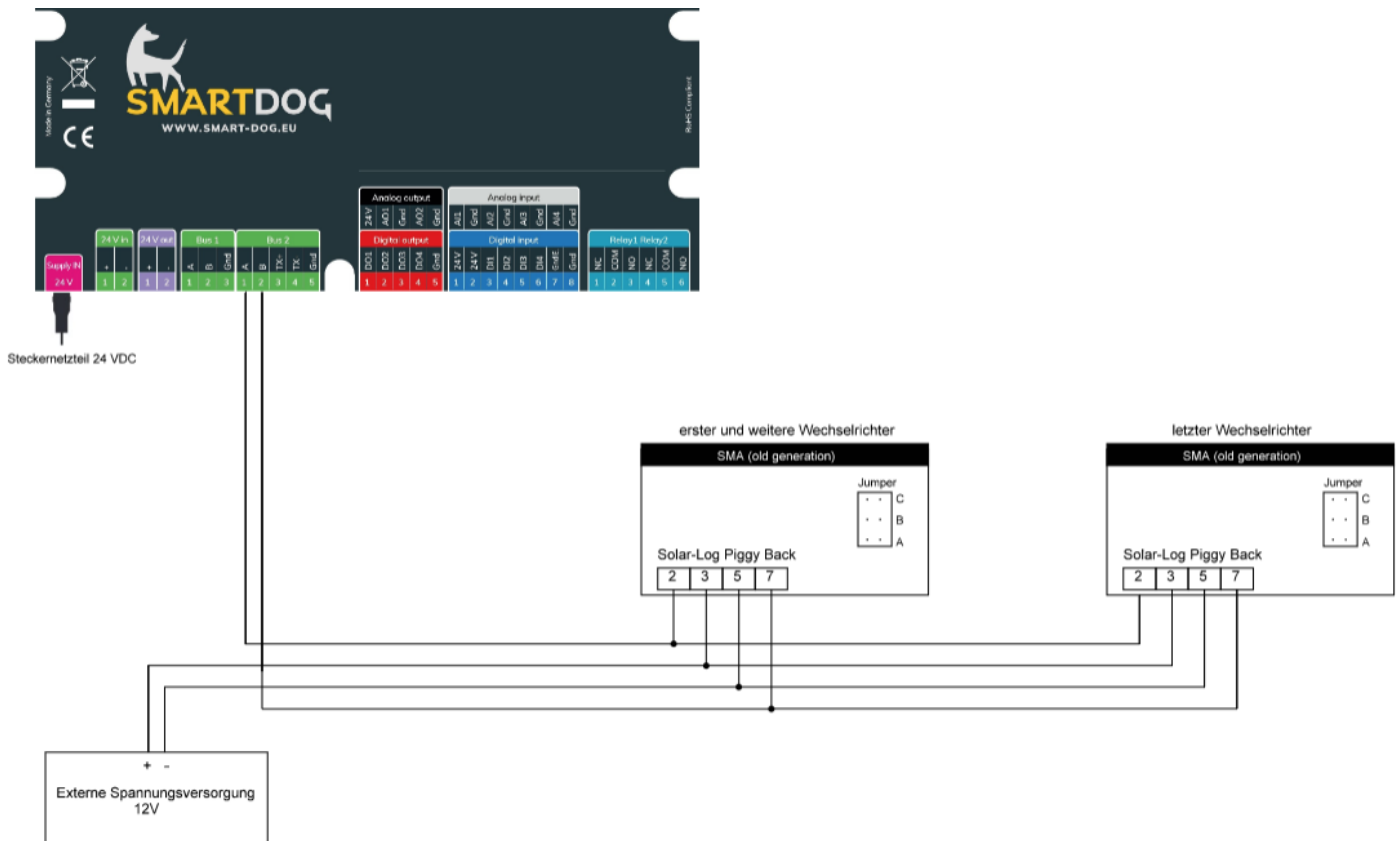 Made in Germany
SMARTDOG
WWW.SMART-DOG.EU
CE
RoHS Compliant
Analog output
Analog input
24V AO1 Gnd AO2 Gnd
AI1 Gnd AI2 Gnd AI3 Gnd AI4 Gnd
24 V in
24 V out
Bus 1
Bus 2
Digital output
Digital input
Relay1 Relay2
Supply IN
24 V
+ -
+ -
A B Gnd
A B TX- TX Gnd
DO1 DO2 DO3 DO4 Gnd
24V 24V DI1 DI2 DI3 DI4 Gnd
NC COM NO NC COM NO
1 2
1 2
1 2 3
1 2 3 4 5
1 2 3 4 5
1 2 3 4 5 6 7 8
1 2 3 4 5 6
Steckernetzteil 24 VDC
erster und weitere Wechselrichter
SMA (old generation)
Jumper
C
B
A
Solar-Log Piggy Back
2 3 5 7
letzter Wechselrichter
SMA (old generation)
Jumper
C
B
A
Solar-Log Piggy Back
2 3 5 7
+ -
Externe Spannungsversorgung
12V